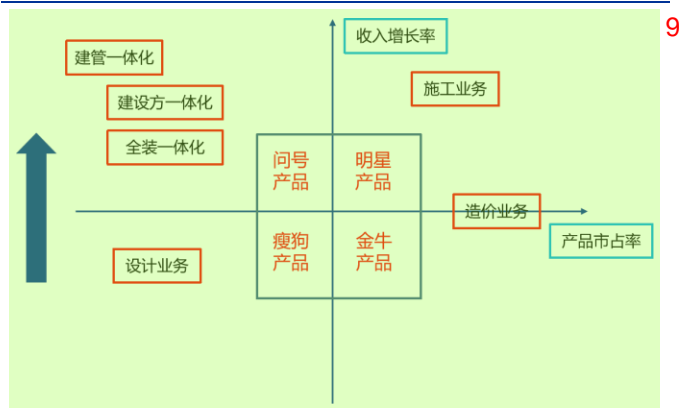 9
收入增长率
建管一体化
施工业务
建设方一体化
全装一体化
问号
产品
明星
产品
造价业务
产品市占率
瘦狗
产品
金牛
产品
设计业务